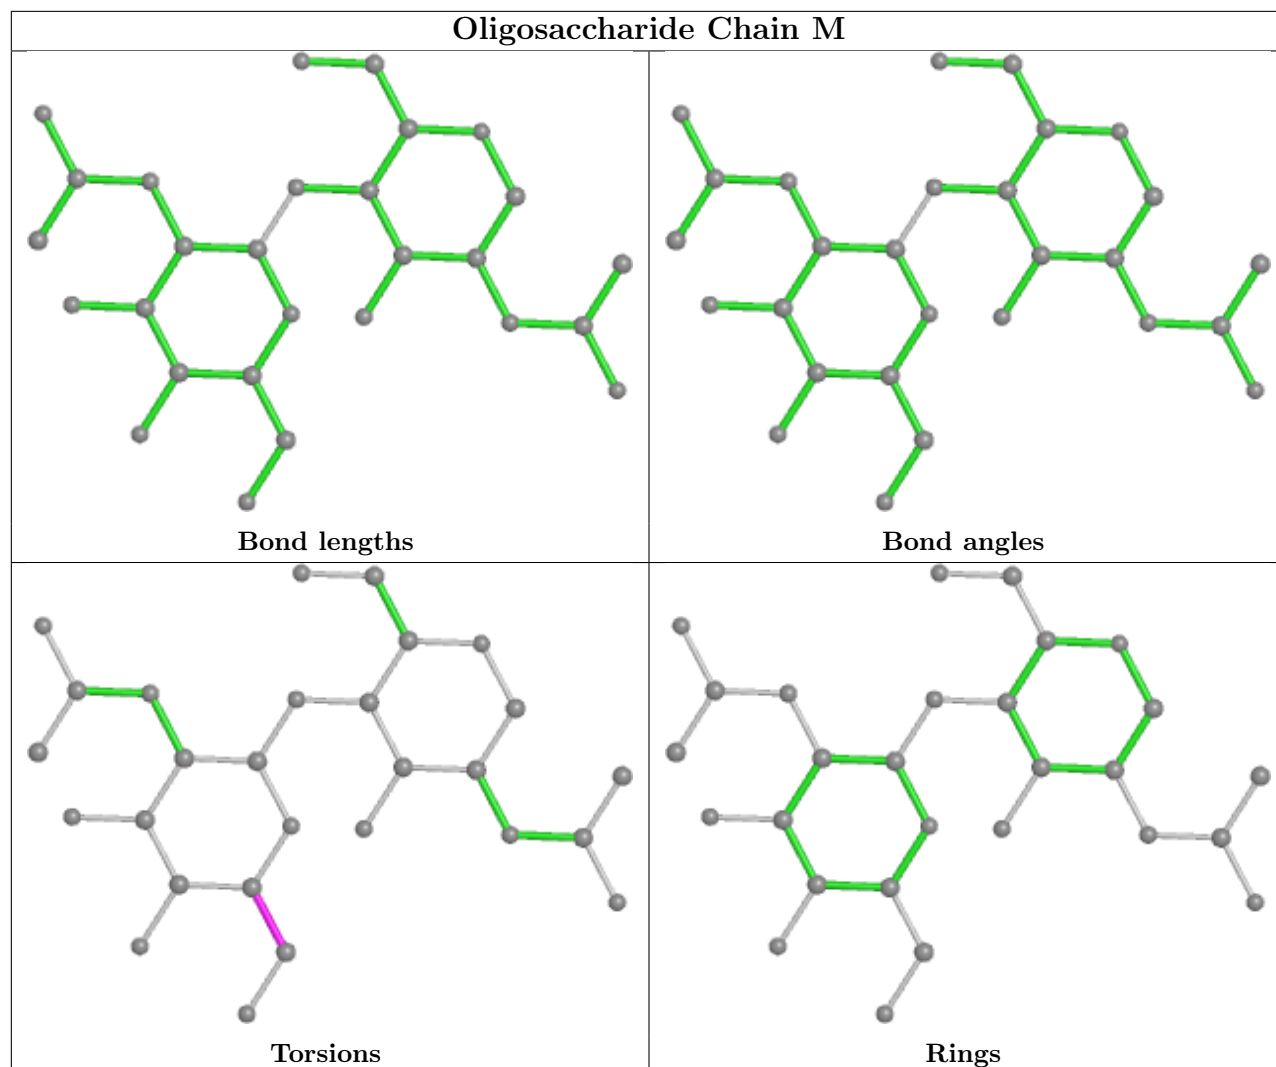 Oligosaccharide Chain M
Bond lengths
Bond angles
Torsions
Rings